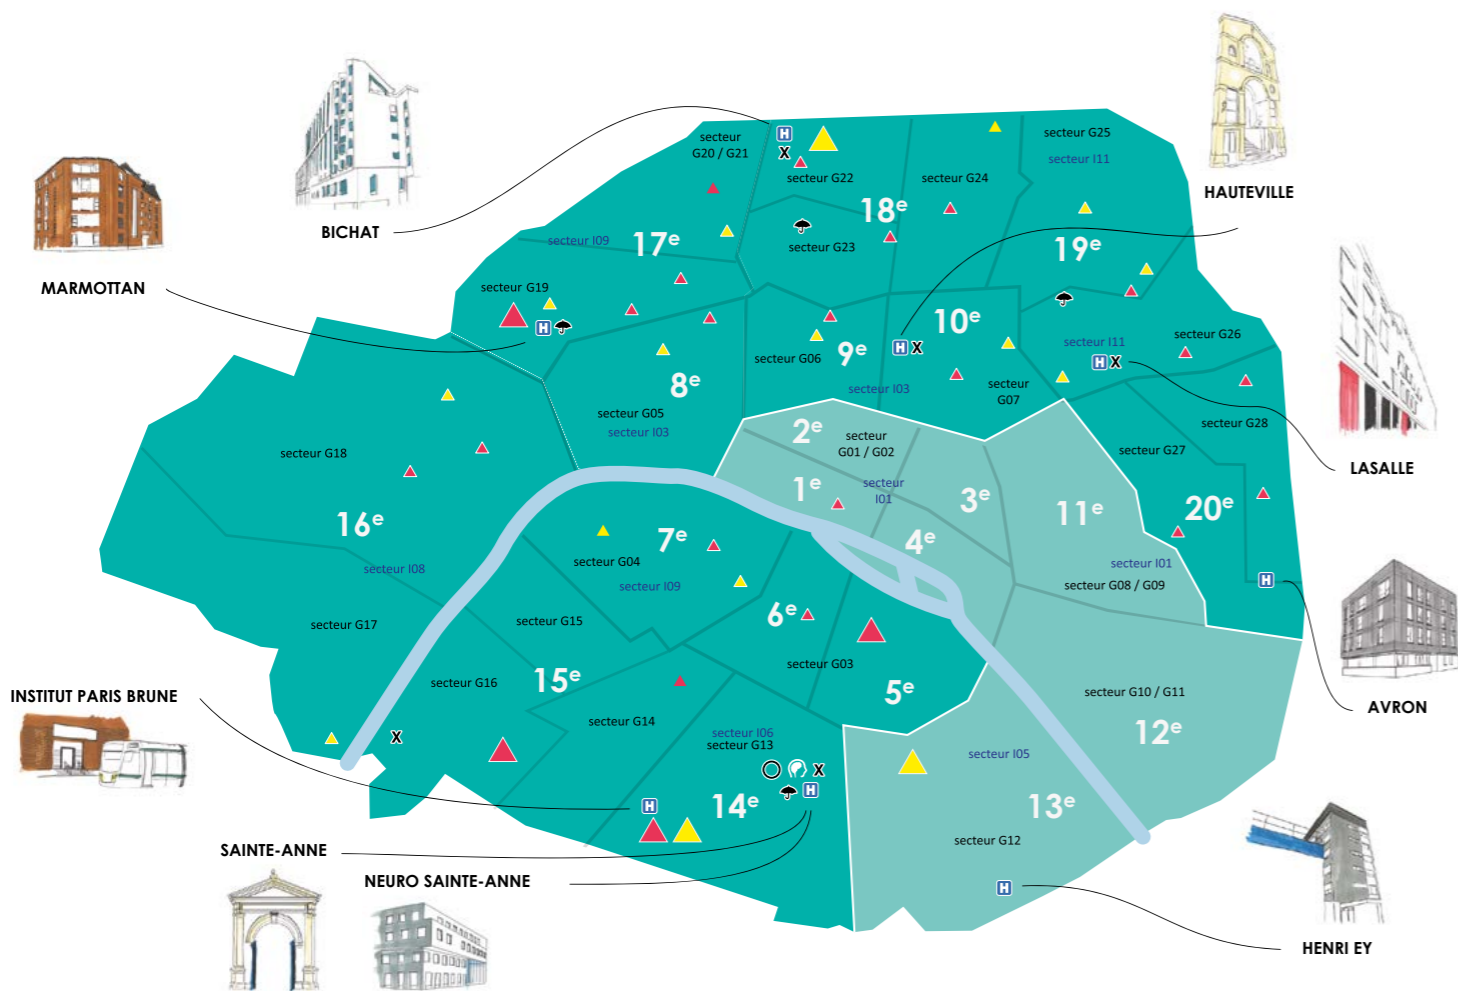 HAUTEVILLE
BICHAT
MARMOTTAN
LASALLE
AVRON
INSTITUT PARIS BRUNE
SAINTE-ANNE
NEURO SAINTE-ANNE
HENRI EY
secteur
G20 / G21
H
X
secteur G22
secteur G24
secteur G25
secteur I11
18e
secteur G23
secteur I09
17e
19e
secteur G19
H
10e
H X
secteur I11
H X
secteur G26
secteur G06
9e
8e
secteur I03
secteur
G07
secteur G05
secteur I03
secteur G28
2e
secteur
G01 / G02
secteur G27
secteur G18
1e
secteur
I01
3e
11e
20e
16e
7e
4e
secteur G04
secteur I08
secteur I09
secteur I01
secteur G08 / G09
H
6e
secteur G17
secteur G15
secteur G03
5e
secteur G16
15e
secteur G10 / G11
12e
secteur G14
secteur I06
secteur G13
X
secteur I05
X
H
14e
H
13e
secteur G12
H